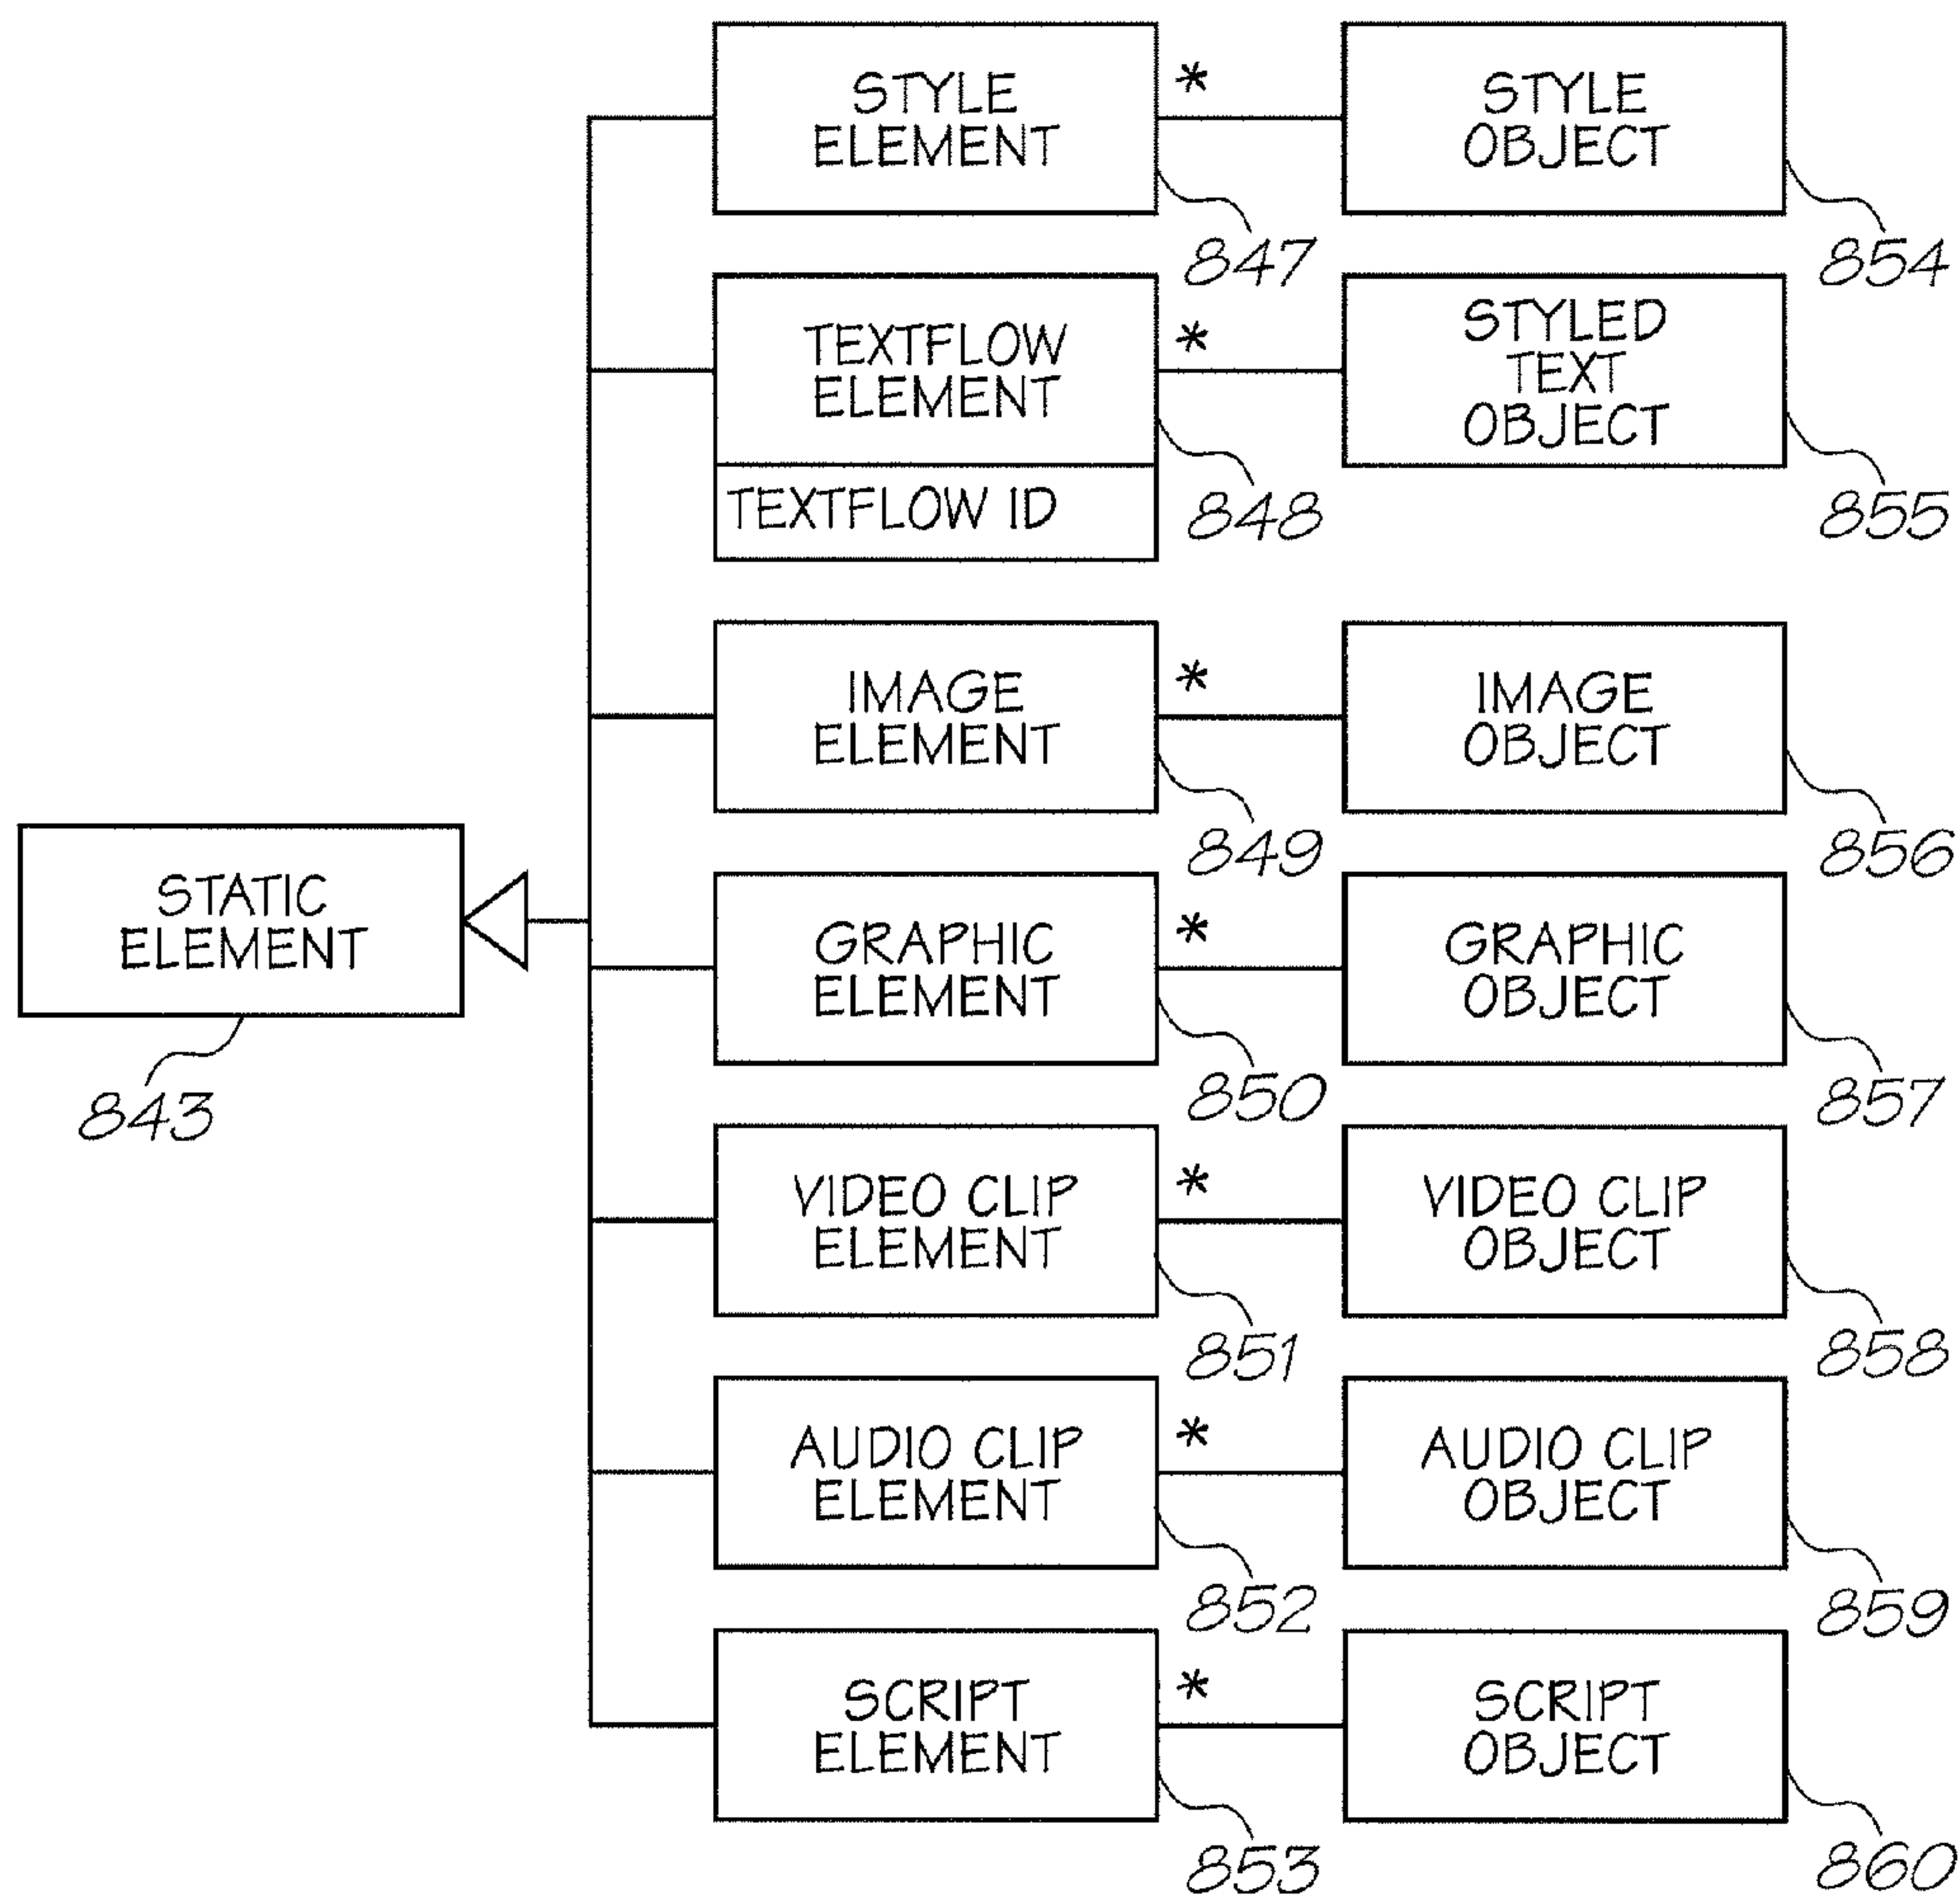 STYLE
ELEMENT
*
STYLE
OBJECT
847
854
TEXTFLOW
ELEMENT
*
STYLED
TEXT
OBJECT
TEXTFLOW ID
848
855
IMAGE
ELEMENT
*
IMAGE
OBJECT
849
856
STATIC
ELEMENT
843
GRAPHIC
ELEMENT
*
GRAPHIC
OBJECT
850
857
VIDEO CLIP
ELEMENT
*
VIDEO CLIP
OBJECT
851
858
AUDIO CLIP
ELEMENT
*
AUDIO CLIP
OBJECT
852
859
SCRIPT
ELEMENT
*
SCRIPT
OBJECT
853
860